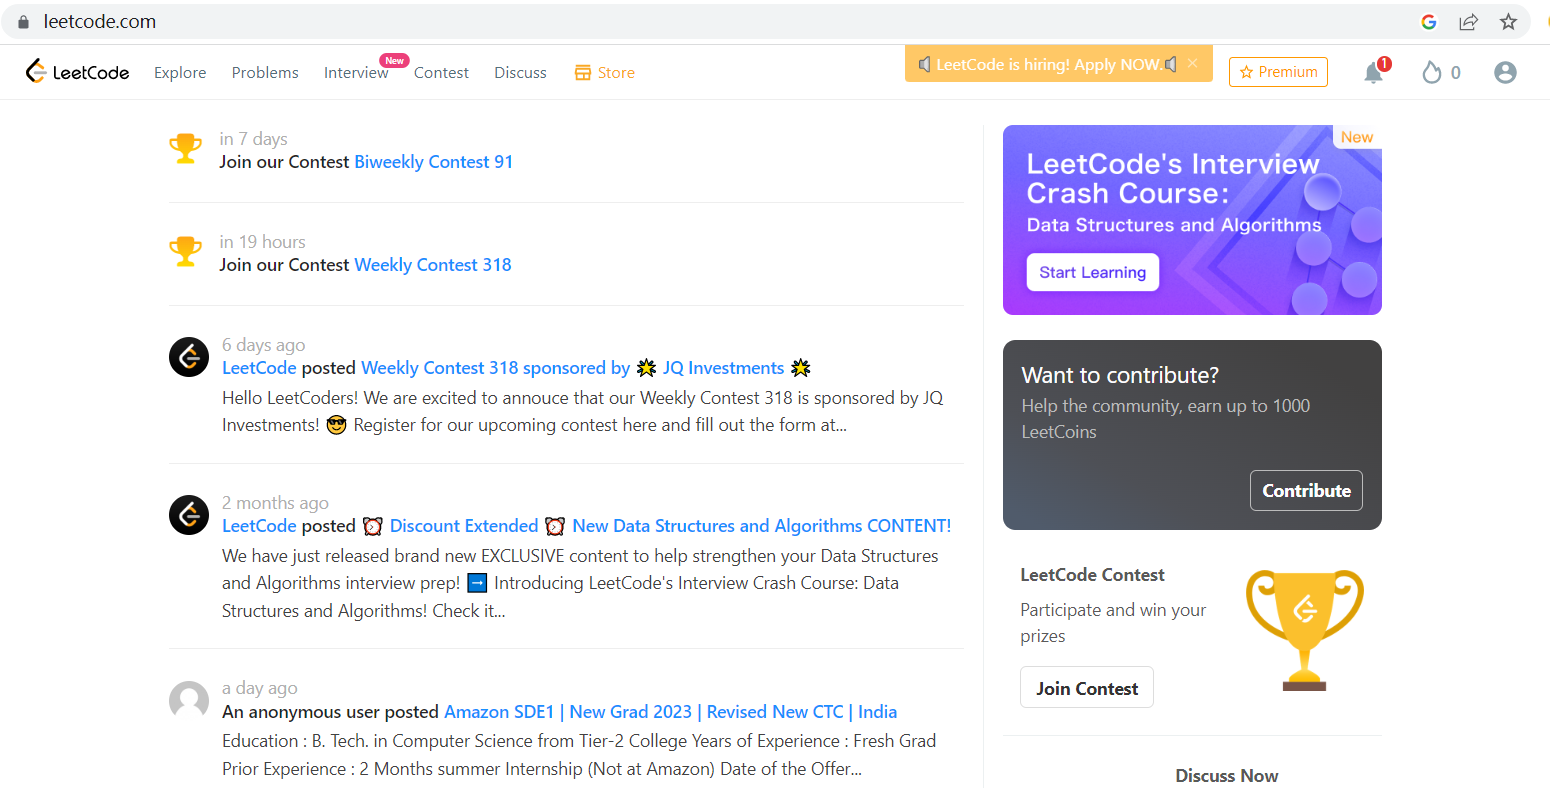 leetcode.com
LeetCode Explore Problems Interview New Contest Discuss Store LeetCode is hiring! Apply NOW. × Premium 1 0
in 7 days
Join our Contest Biweekly Contest 91
in 19 hours
Join our Contest Weekly Contest 318
6 days ago
LeetCode posted Weekly Contest 318 sponsored by 🌟 JQ Investments 🌟
Hello LeetCoders! We are excited to annouce that our Weekly Contest 318 is sponsored by JQ
Investments! 😎 Register for our upcoming contest here and fill out the form at...
2 months ago
LeetCode posted ⏰ Discount Extended ⏰ New Data Structures and Algorithms CONTENT!
We have just released brand new EXCLUSIVE content to help strengthen your Data Structures
and Algorithms interview prep! ➡️ Introducing LeetCode's Interview Crash Course: Data
Structures and Algorithms! Check it...
a day ago
An anonymous user posted Amazon SDE1 | New Grad 2023 | Revised New CTC | India
Education : B. Tech. in Computer Science from Tier-2 College Years of Experience : Fresh Grad
Prior Experience : 2 Months summer Internship (Not at Amazon) Date of the Offer...
New
LeetCode's Interview
Crash Course:
Data Structures and Algorithms
Start Learning
Want to contribute?
Help the community, earn up to 1000
LeetCoins
Contribute
LeetCode Contest
Participate and win your
prizes
Join Contest
Discuss Now